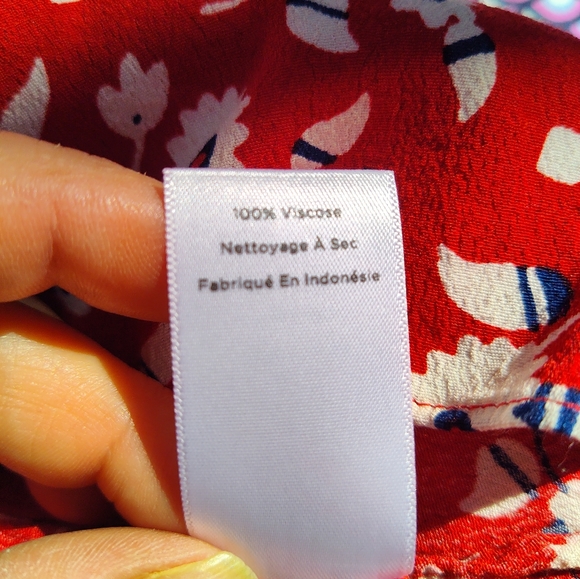 100% Viscose
Nettoyage À Sec
Fabriqué En Indonésie